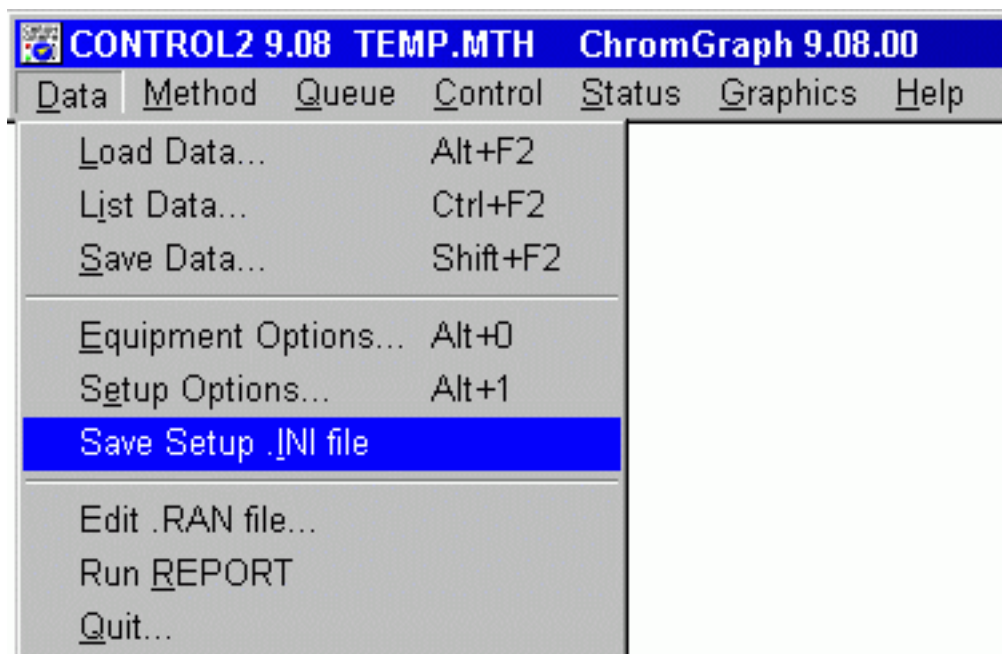 CONTROL2 9.08 TEMP.MTH ChromGraph 9.08.00
Data Method Queue Control Status Graphics Help
Load Data... Alt+F2
List Data... Ctrl+F2
Save Data... Shift+F2
Equipment Options... Alt+0
Setup Options... Alt+1
Save Setup .INI file
Edit .RAN file...
Run REPORT
Quit...